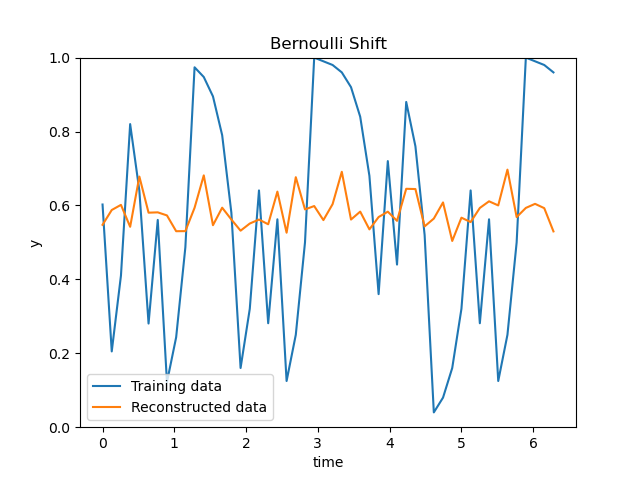 Bernoulli Shift
1.0
0.8
0.6
0.4
0.2
0.0
y
Training data
Reconstructed data
0 1 2 3 4 5 6
time